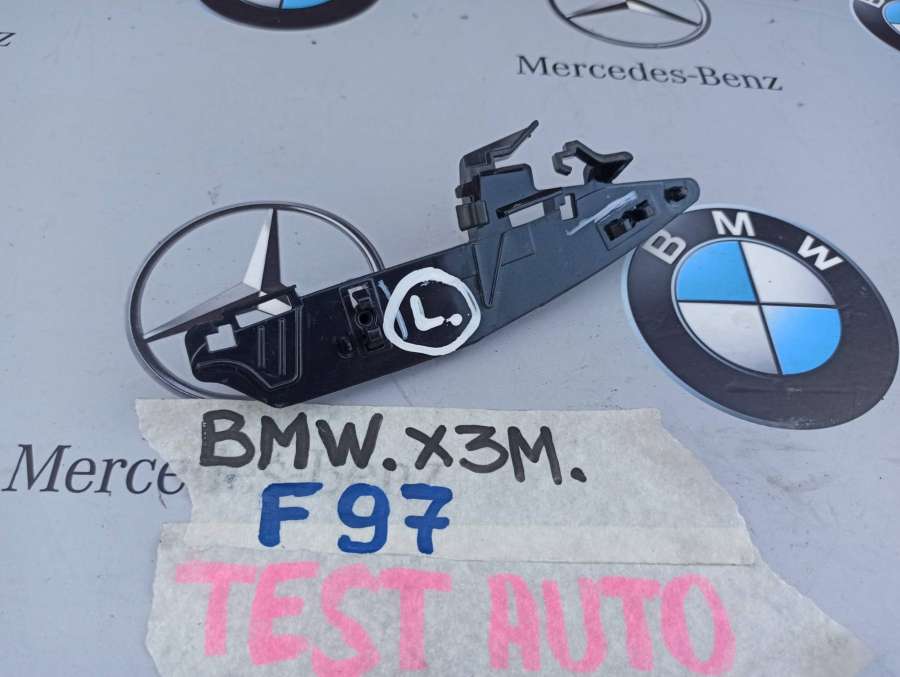 z
Mercedes-Benz
BMW
L.
Merce
BMW.X3M.
F97
TEST AUTO